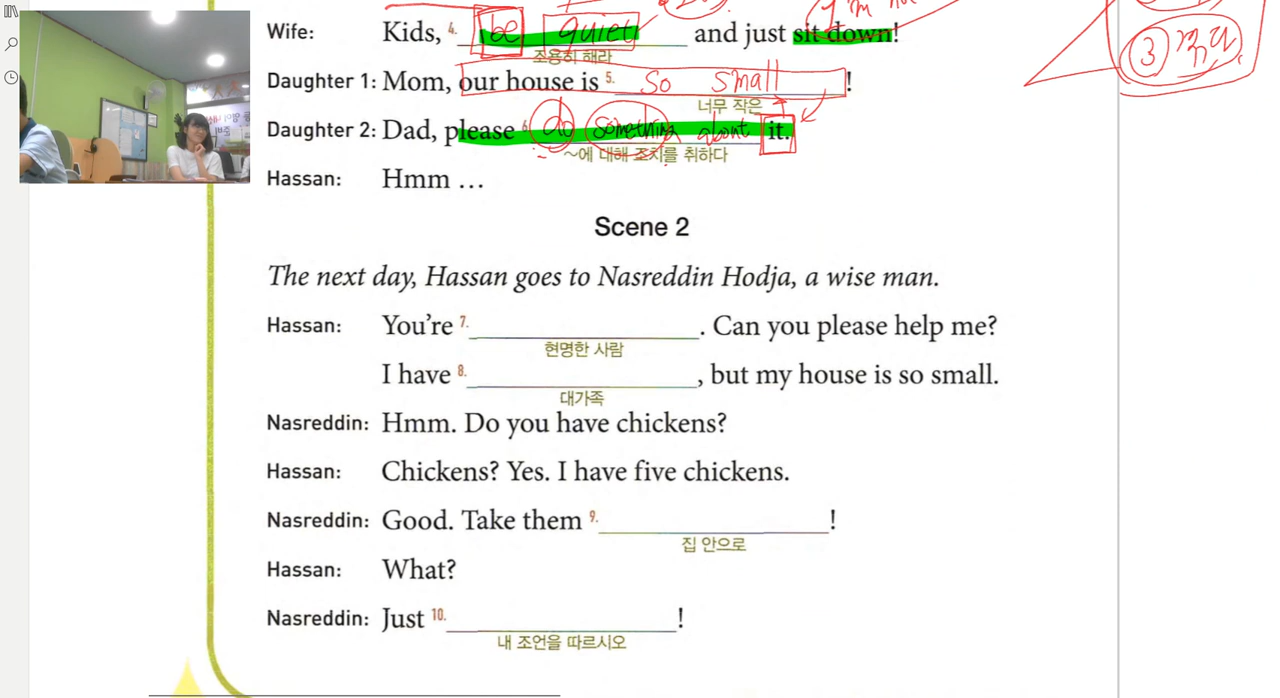 Wife: Kids, 4. be quiet and just sit down!
조용히 해라
Daughter 1: Mom, our house is 5. so small!
너무 작은
Daughter 2: Dad, please 6. do something about it.
~에 대해 조치를 취하다
Hassan: Hmm …
Scene 2
The next day, Hassan goes to Nasreddin Hodja, a wise man.
Hassan: You’re 7. ____. Can you please help me?
현명한 사람
I have 8. ____, but my house is so small.
대가족
Nasreddin: Hmm. Do you have chickens?
Hassan: Chickens? Yes. I have five chickens.
Nasreddin: Good. Take them 9. ____!
집 안으로
Hassan: What?
Nasreddin: Just 10. ____!
내 조언을 따르시오